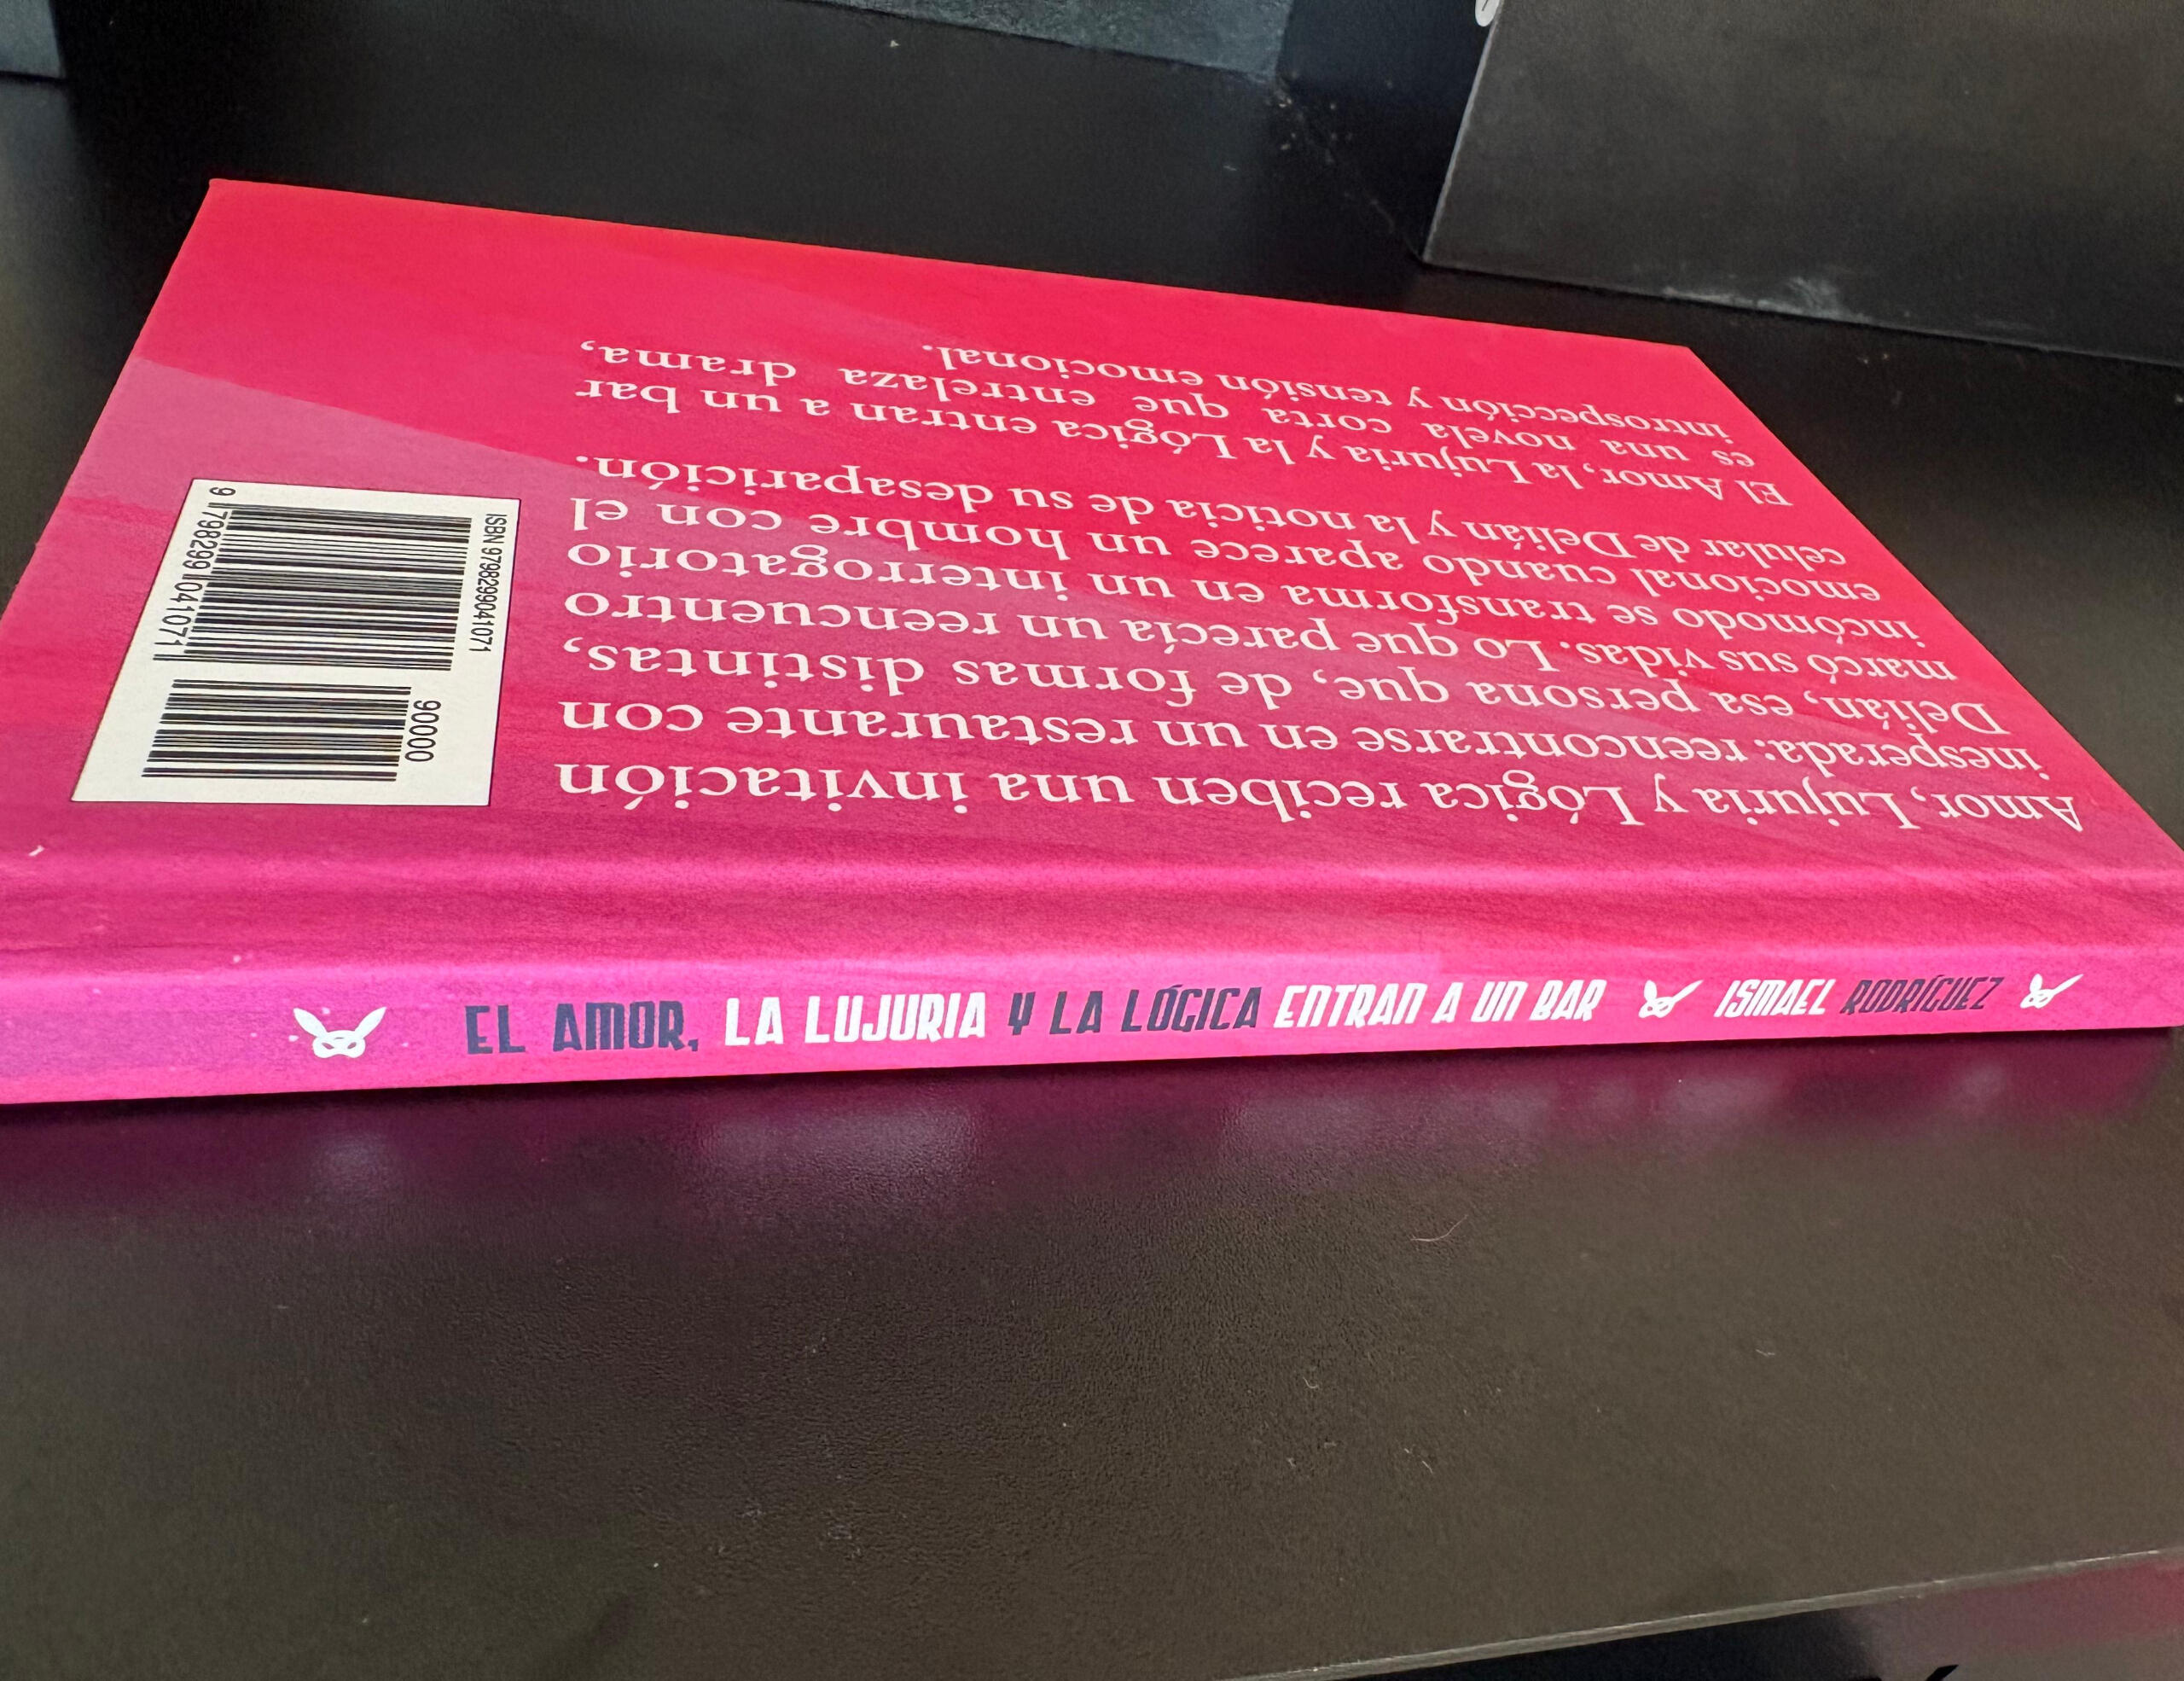 Amor, Lujuria y Lógica reciben una invitación
inesperada: reencontrarse en un restaurante con
Delián, esa persona que, de formas distintas,
marcó sus vidas. Lo que parecía un reencuentro
incómodo se transforma en un interrogatorio
emocional cuando aparece un hombre con el
celular de Delián y la noticia de su desaparición.
El Amor, la Lujuria y la Lógica entran a un bar
es una novela corta que entrelaza drama,
introspección y tensión emocional.
ISBN 9798299041071
90000
9 798299 041071
EL AMOR, LA LUJURIA Y LA LÓGICA ENTRAN A UN BAR ISMAEL RODRÍGUEZ